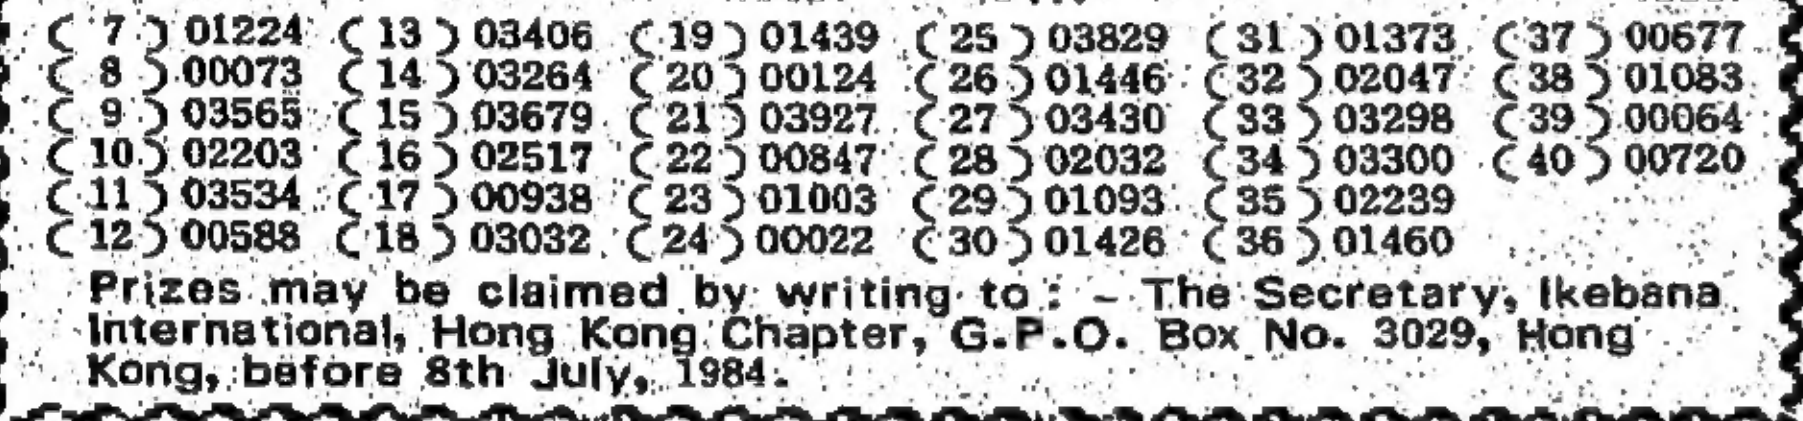 ( 7 ) 01224 ( 13 ) 03406 ( 19 ) 01439 ( 25 ) 03829 ( 31 ) 01373 ( 37 ) 00677
( 8 ) 00073 ( 14 ) 03264 ( 20 ) 00124 ( 26 ) 01446 ( 32 ) 02047 ( 38 ) 01083
( 9 ) 03565 ( 15 ) 03679 ( 21 ) 03927 ( 27 ) 03430 ( 33 ) 03298 ( 39 ) 00064
( 10 ) 02203 ( 16 ) 02517 ( 22 ) 00847 ( 28 ) 02032 ( 34 ) 03300 ( 40 ) 00720
( 11 ) 03534 ( 17 ) 00938 ( 23 ) 01003 ( 29 ) 01093 ( 35 ) 02239
( 12 ) 00588 ( 18 ) 03032 ( 24 ) 00022 ( 30 ) 01426 ( 36 ) 01460
Prizes may be claimed by writing to : – The Secretary, Ikebana
International, Hong Kong Chapter, G.P.O. Box No. 3029, Hong
Kong, before 8th July, 1984.